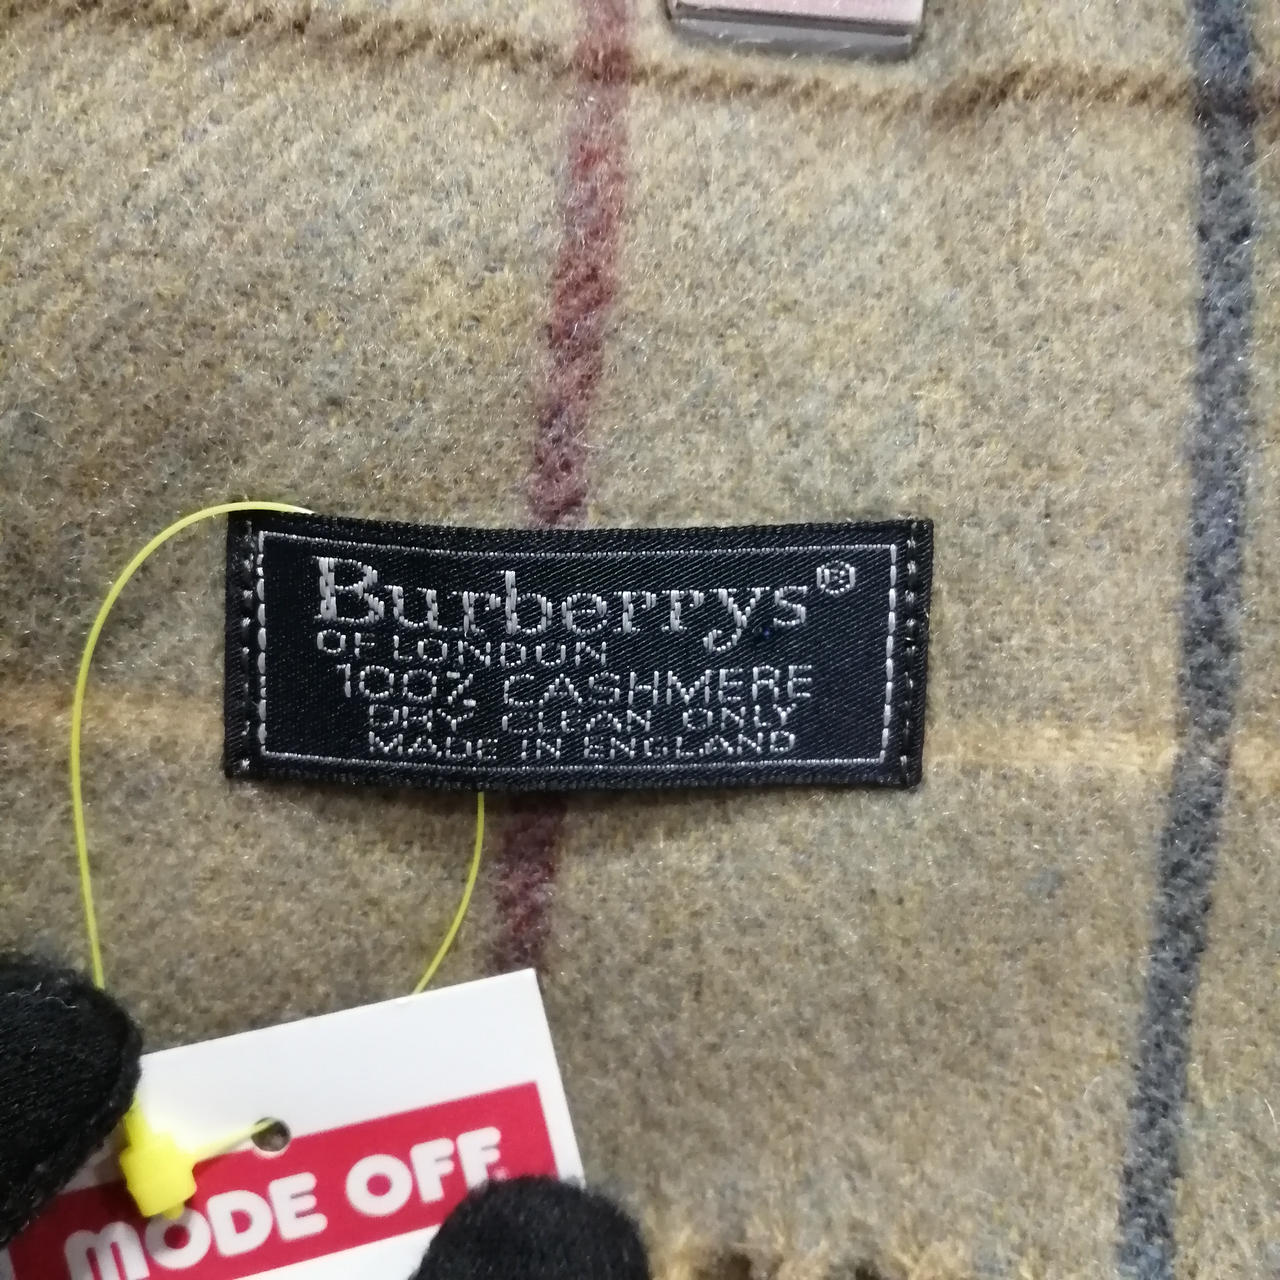 Burberrys®
OF LONDON
100% CASHMERE
DRY CLEAN ONLY
MADE IN ENGLAND
MODE OFF